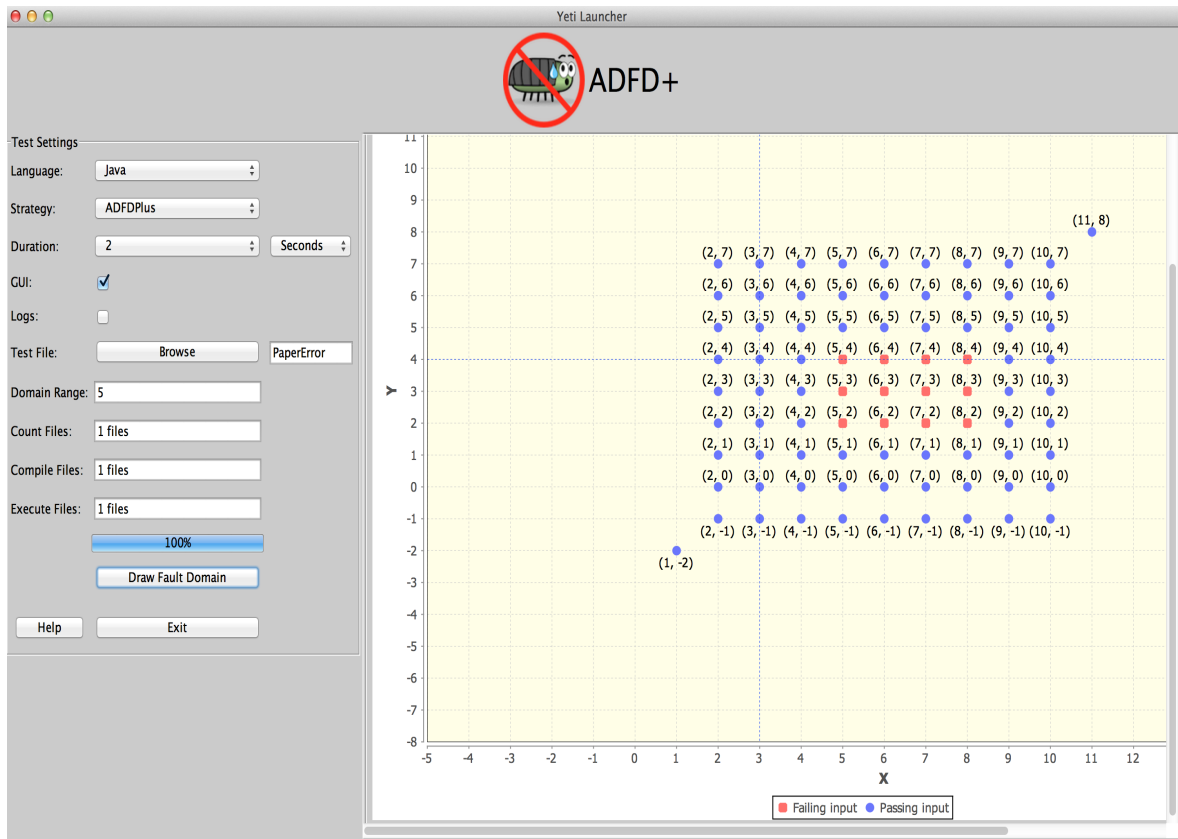 Yeti Launcher
ADFD+
Test Settings
Language: Java
Strategy: ADFDPlus
Duration: 2 Seconds
GUI:
Logs:
Test File: Browse PaperError
Domain Range: 5
Count Files: 1 files
Compile Files: 1 files
Execute Files: 1 files
100%
Draw Fault Domain
Help Exit
11
10
9
8
7
6
5
4
3
2
1
0
-1
-2
-3
-4
-5
-6
-7
-8
Y
(11, 8)
(2, 7) (3, 7) (4, 7) (5, 7) (6, 7) (7, 7) (8, 7) (9, 7) (10, 7)
(2, 6) (3, 6) (4, 6) (5, 6) (6, 6) (7, 6) (8, 6) (9, 6) (10, 6)
(2, 5) (3, 5) (4, 5) (5, 5) (6, 5) (7, 5) (8, 5) (9, 5) (10, 5)
(2, 4) (3, 4) (4, 4) (5, 4) (6, 4) (7, 4) (8, 4) (9, 4) (10, 4)
(2, 3) (3, 3) (4, 3) (5, 3) (6, 3) (7, 3) (8, 3) (9, 3) (10, 3)
(2, 2) (3, 2) (4, 2) (5, 2) (6, 2) (7, 2) (8, 2) (9, 2) (10, 2)
(2, 1) (3, 1) (4, 1) (5, 1) (6, 1) (7, 1) (8, 1) (9, 1) (10, 1)
(2, 0) (3, 0) (4, 0) (5, 0) (6, 0) (7, 0) (8, 0) (9, 0) (10, 0)
(2, -1) (3, -1) (4, -1) (5, -1) (6, -1) (7, -1) (8, -1) (9, -1) (10, -1)
(1, -2)
-5 -4 -3 -2 -1 0 1 2 3 4 5 6 7 8 9 10 11 12
X
Failing input Passing input